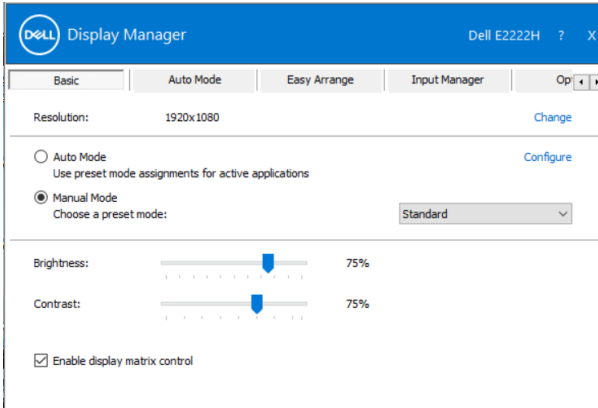 DELL Display Manager Dell E2222H ? X
Basic Auto Mode Easy Arrange Input Manager Op
Resolution: 1920x1080 Change
Auto Mode Configure
Use preset mode assignments for active applications
Manual Mode
Choose a preset mode: Standard
Brightness: 75%
Contrast: 75%
Enable display matrix control